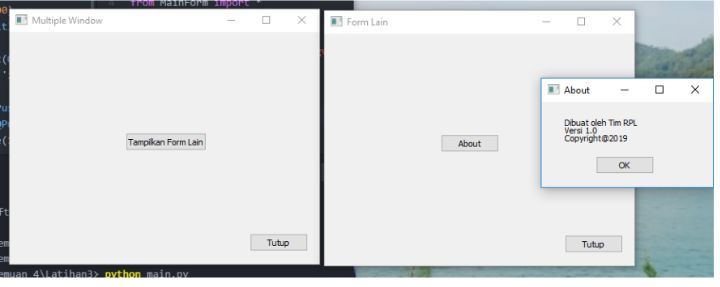 from MainForm import *
Multiple Window
Tampilkan Form Lain
Tutup
Form Lain
About
Tutup
About
Dibuat oleh Tim RPL
Versi 1.0
Copyright@2019
OK
4\Latihan3> python main.py